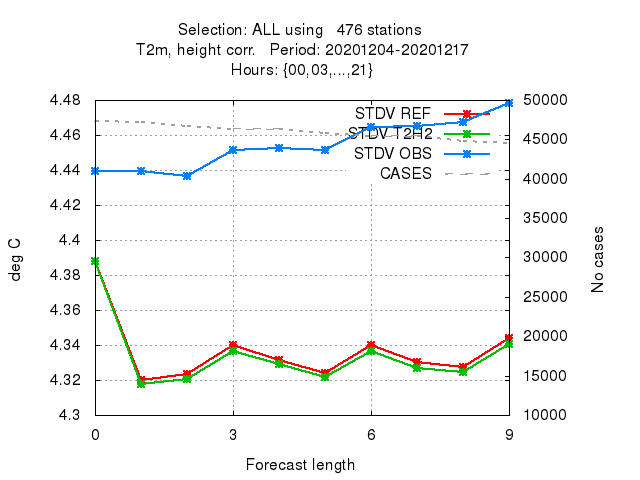 Selection: ALL using   476 stations
T2m, height corr.   Period: 20201204-20201217
Hours: {00,03,...,21}
4.48
4.46
4.44
4.42
4.4
4.38
4.36
4.34
4.32
4.3
deg C
STDV REF
STDV T2H2
STDV OBS
CASES
50000
45000
40000
35000
30000
25000
20000
15000
10000
No cases
0 3 6 9
Forecast length